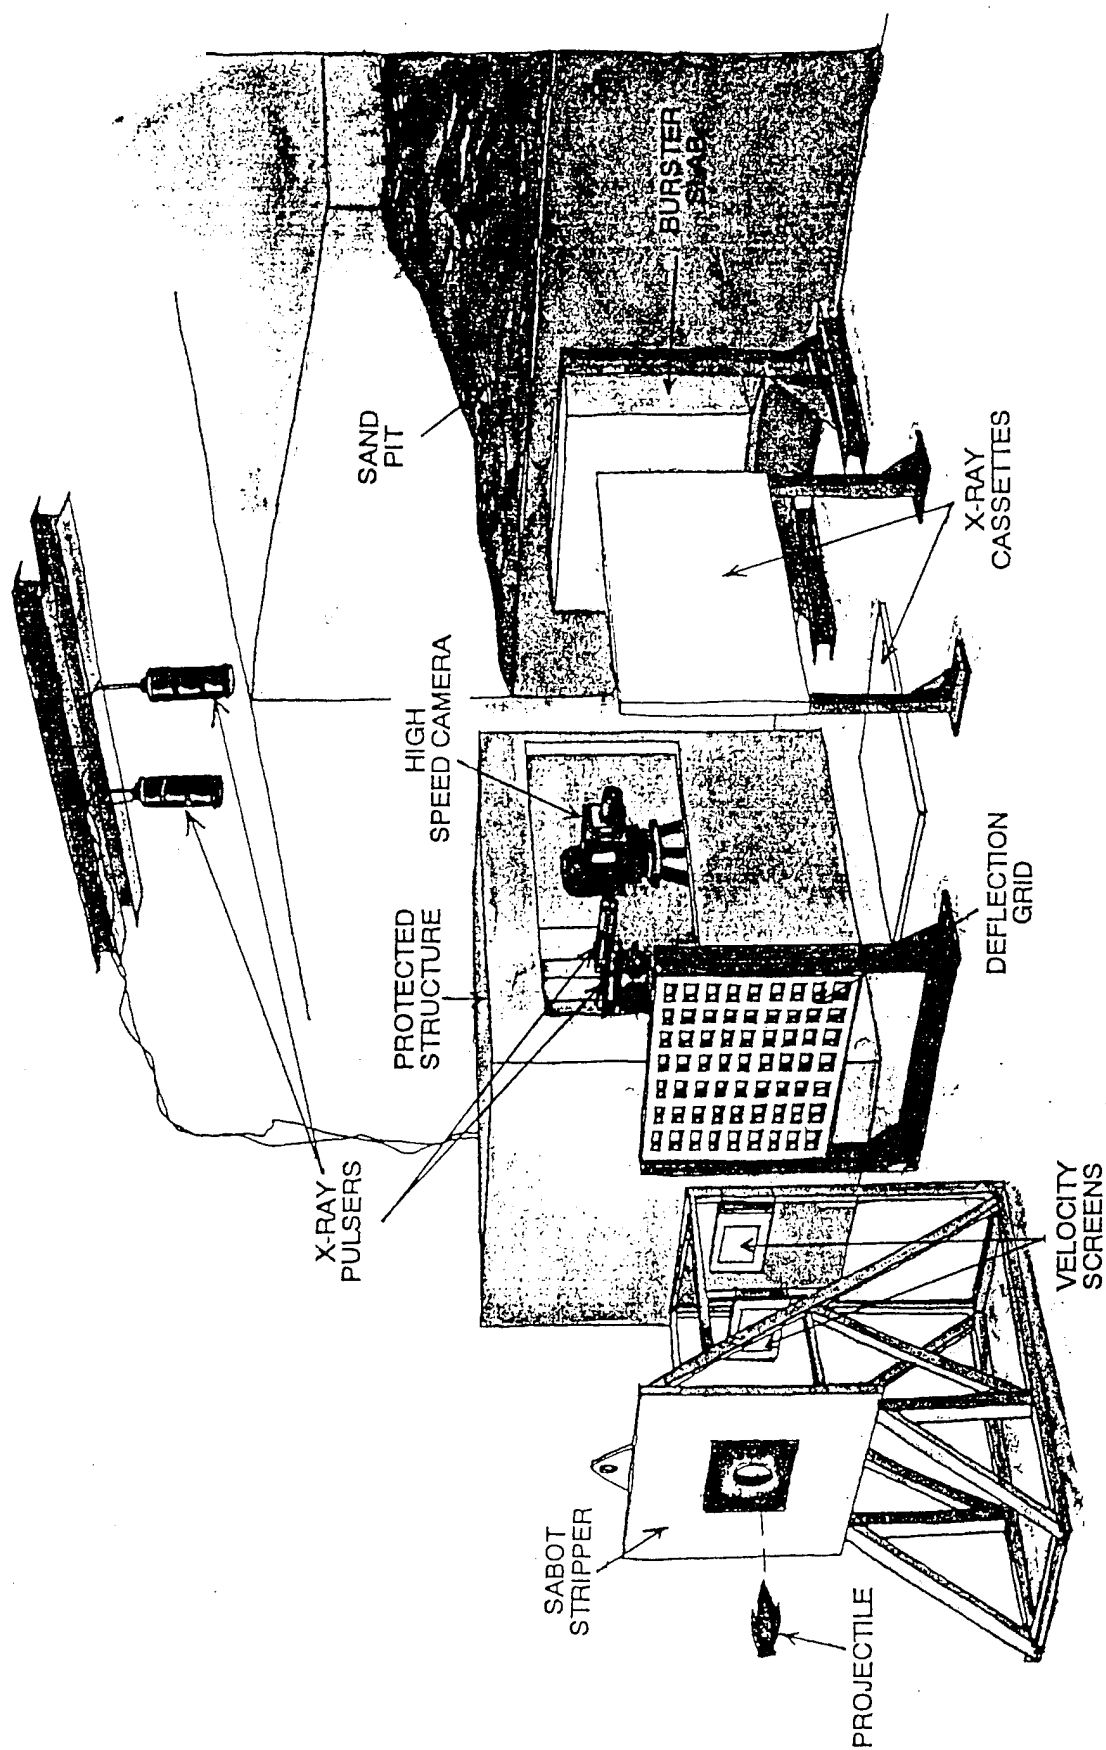 SAND
PIT
BURSTER
SLAB
HIGH
SPEED CAMERA
X-RAY
CASSETTES
PROTECTED
STRUCTURE
DEFLECTION
GRID
X-RAY
PULSERS
VELOCITY
SCREENS
SABOT
STRIPPER
PROJECTILE